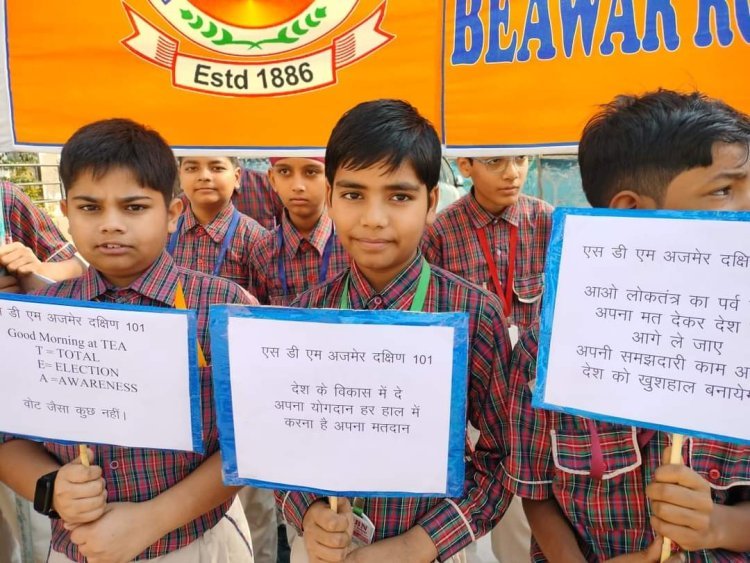 Estd 1886
BEAWAR RO
स डी एम अजमेर दक्षिण 101
Good Morning at TEA
T = TOTAL
E= ELECTION
A =AWARENESS
वोट जैसा कुछ नहीं।
एस डी एम अजमेर दक्षिण 101
देश के विकास में दे
अपना योगदान हर हाल में
करना है अपना मतदान
एस डी एम अजमेर दक्षि
आओ लोकतंत्र का पर्व
अपना मत देकर देश
आगे ले जाए
अपनी समझदारी काम
देश को खुशहाल बनाये